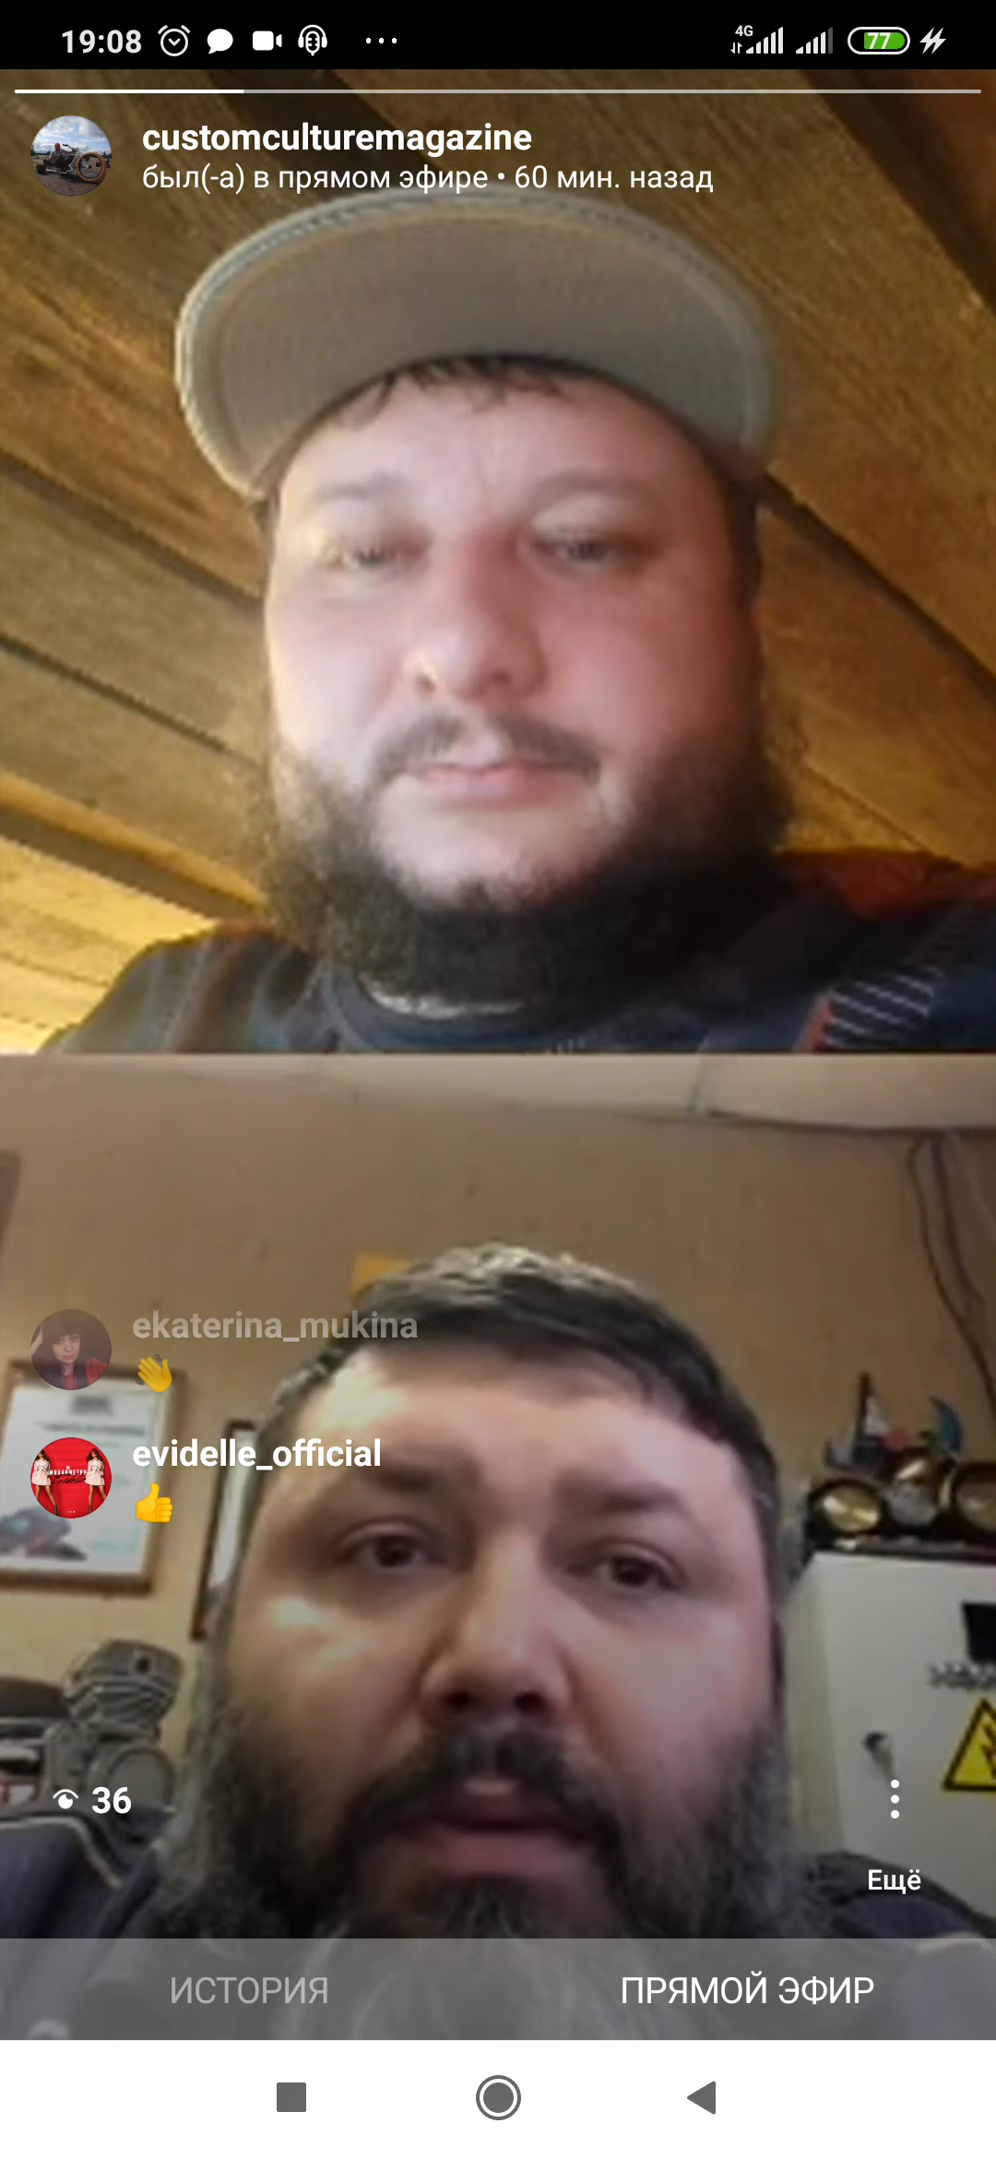 19:08
4G
77
customculturemagazine
был(-а) в прямом эфире • 60 мин. назад
ekaterina_mukina
👋
evidelle_official
👍
36
Ещё
ИСТОРИЯ
ПРЯМОЙ ЭФИР